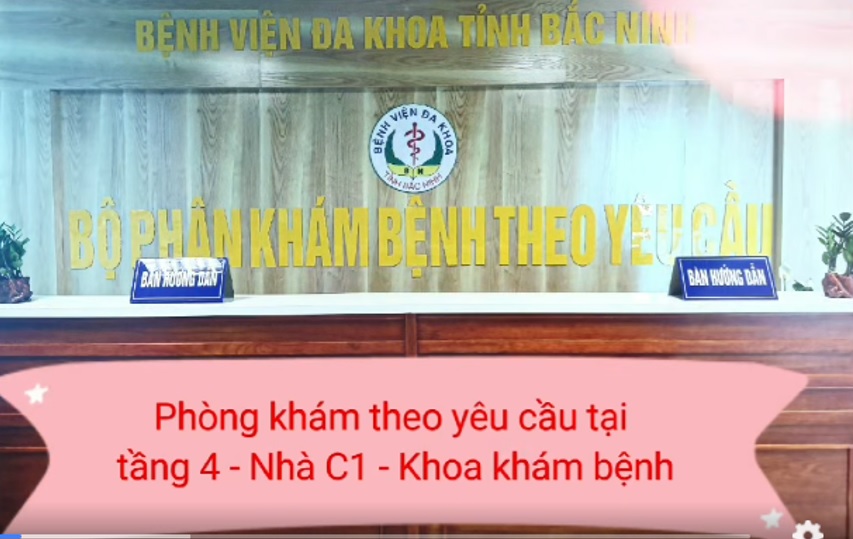 BỆNH VIỆN ĐA KHOA TỈNH BẮC NINH
BỆNH VIỆN ĐA KHOA
TỈNH BẮC NINH
BỘ PHẬN KHÁM BỆNH THEO YÊU CẦU
BÀN HƯỚNG DẪN
BÀN HƯỚNG DẪN
Phòng khám theo yêu cầu tại
tầng 4 - Nhà C1 - Khoa khám bệnh